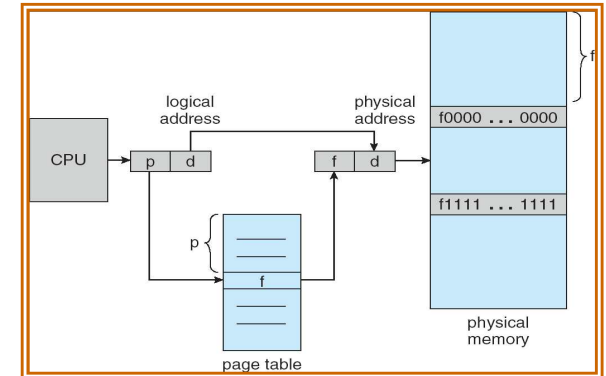 logical
address
physical
address
CPU
p d
f d
f
f0000 ... 0000
f1111 ... 1111
p
f
page table
physical
memory